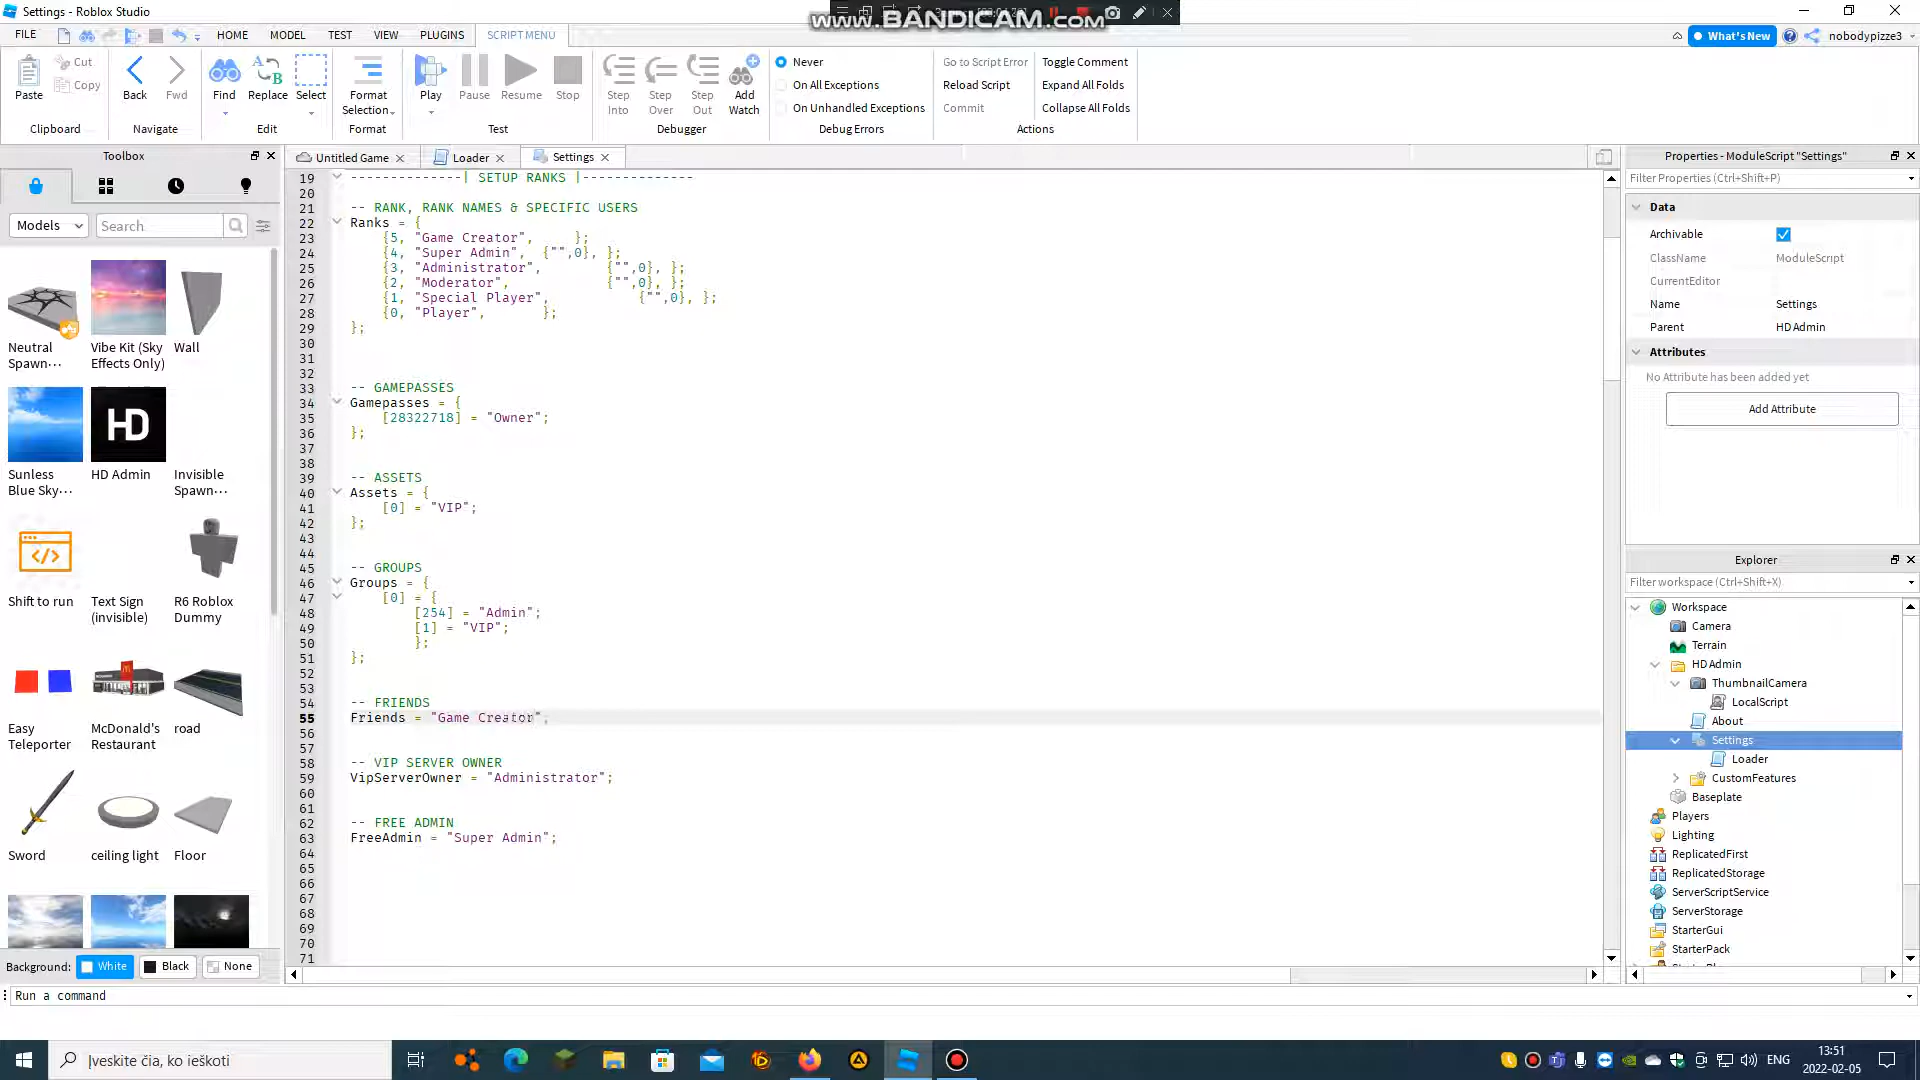 Settings - Roblox Studio
www.BANDICAM.com
FILE
HOME
MODEL
TEST
VIEW
PLUGINS
SCRIPT MENU
What's New
nobodypizze3
Paste
Cut
Copy
Clipboard
Back
Fwd
Navigate
Find
Replace
Select
Edit
Format
Selection
Format
Play
Pause
Resume
Stop
Test
Step
Into
Step
Over
Step
Out
Add
Watch
Debugger
Never
On All Exceptions
On Unhandled Exceptions
Debug Errors
Go to Script Error
Reload Script
Commit
Toggle Comment
Expand All Folds
Collapse All Folds
Actions
Toolbox
Models
Search
Neutral
Spawn...
Vibe Kit (Sky
Effects Only)
Wall
HD
Sunless
Blue Sky...
HD Admin
Invisible
Spawn...
Shift to run
Text Sign
(invisible)
R6 Roblox
Dummy
Easy
Teleporter
McDonald's
Restaurant
road
Sword
ceiling light
Floor
Background:
White
Black
None
Untitled Game
Loader
Settings
19 --------------| SETUP RANKS |--------------
20
21 -- RANK, RANK NAMES & SPECIFIC USERS
22 Ranks = {
23 {5, "Game Creator", };
24 {4, "Super Admin", {"",0}, };
25 {3, "Administrator", {"",0}, };
26 {2, "Moderator", {"",0}, };
27 {1, "Special Player", {"",0}, };
28 {0, "Player", };
29 };
30
31
32
33 -- GAMEPASSES
34 Gamepasses = {
35 [28322718] = "Owner";
36 };
37
38
39 -- ASSETS
40 Assets = {
41 [0] = "VIP";
42 };
43
44
45 -- GROUPS
46 Groups = {
47 [0] = {
48 [254] = "Admin";
49 [1] = "VIP";
50 };
51 };
52
53
54 -- FRIENDS
55 Friends = "Game Creator";
56
57
58 -- VIP SERVER OWNER
59 VipServerOwner = "Administrator";
60
61
62 -- FREE ADMIN
63 FreeAdmin = "Super Admin";
64
65
66
67
68
69
70
71
Properties - ModuleScript "Settings"
Filter Properties (Ctrl+Shift+P)
Data
Archivable
ClassName ModuleScript
CurrentEditor
Name Settings
Parent HD Admin
Attributes
No Attribute has been added yet
Add Attribute
Explorer
Filter workspace (Ctrl+Shift+X)
Workspace
Camera
Terrain
HD Admin
ThumbnailCamera
LocalScript
About
Settings
Loader
CustomFeatures
Baseplate
Players
Lighting
ReplicatedFirst
ReplicatedStorage
ServerScriptService
ServerStorage
StarterGui
StarterPack
Run a command
Įveskite čia, ko ieškoti
ENG
13:51
2022-02-05